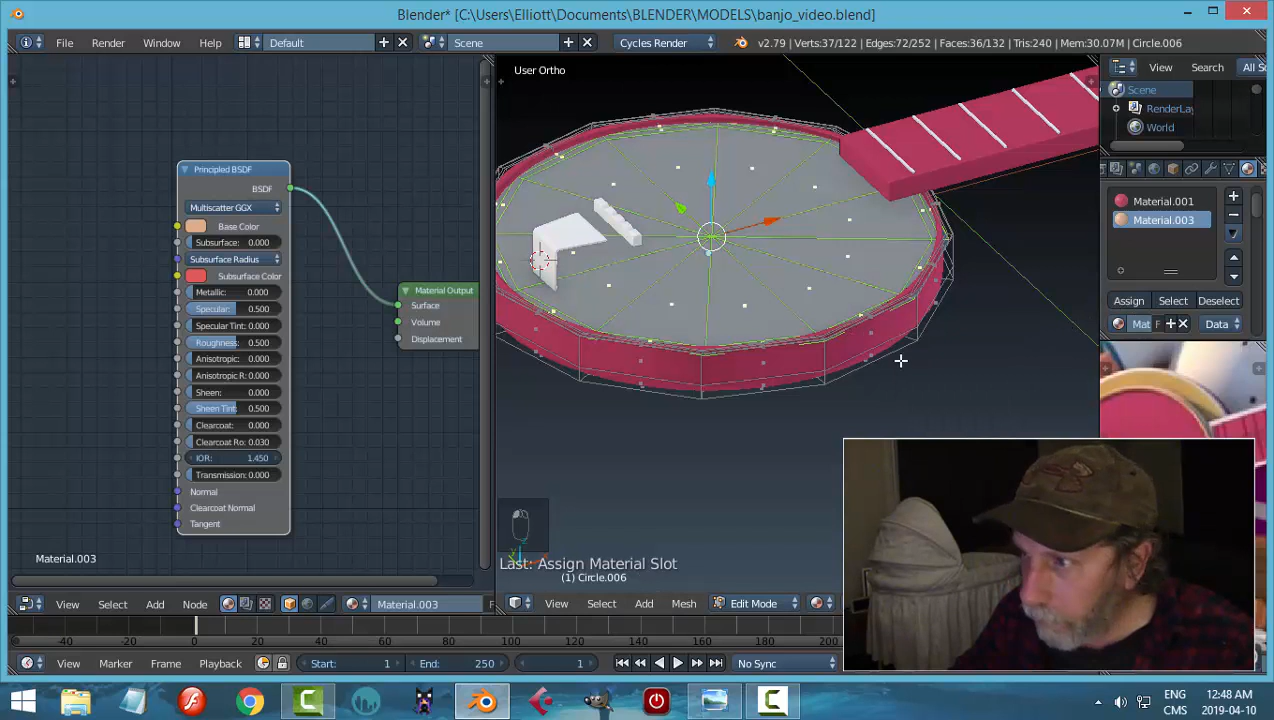 Blender* [C:\Users\Elliott\Documents\BLENDER\MODELS\banjo_video.blend]
File Render Window Help Default Scene Cycles Render v2.79 | Verts:37/122 | Edges:72/252 | Faces:36/132 | Tris:240 | Mem:30.07M | Circle.006
User Ortho
View Search All Sc
Scene
RenderLay
World
Principled BSDF
BSDF
Multiscatter GGX
Base Color
Subsurface: 0.000
Subsurface Radius
Subsurface Color
Metallic: 0.000
Specular: 0.500
Specular Tint: 0.000
Roughness: 0.500
Anisotropic: 0.000
Anisotropic R: 0.000
Sheen: 0.000
Sheen Tint: 0.500
Clearcoat: 0.000
Clearcoat Ro: 0.030
IOR: 1.450
Transmission: 0.000
Normal
Clearcoat Normal
Tangent
Material Output
Surface
Volume
Displacement
Material.001
Material.003
Assign Select Deselect
Mat F Data
Material.003
Last: Assign Material Slot
(1) Circle.006
View Select Add Node Material.003 F
View Select Add Mesh Edit Mode
-40 -20 0 20 40 60 80 100 120 140 160 180 200
View Marker Frame Playback Start: 1 End: 250 1 No Sync
ENG 12:48 AM
CMS 2019-04-10